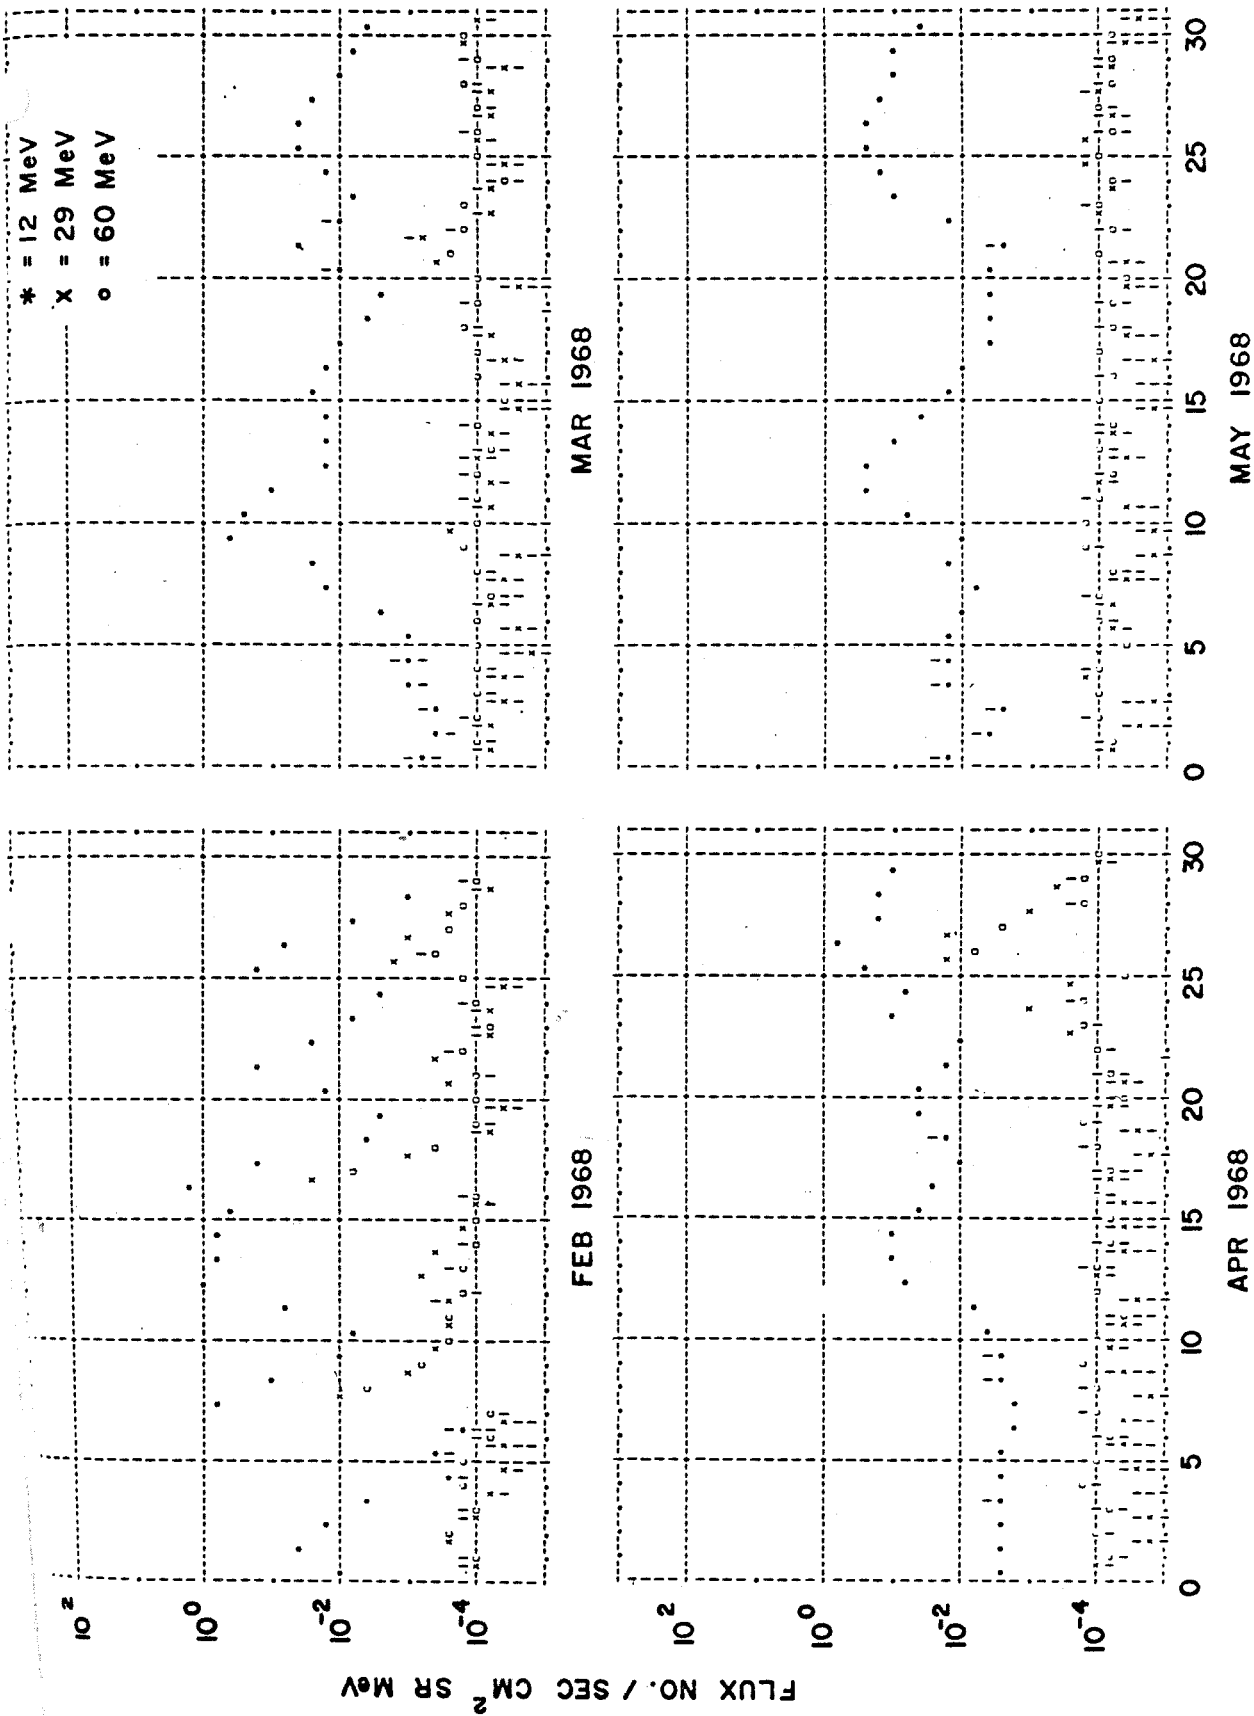 * = 12 MeV
x = 29 MeV
o = 60 MeV
10^2
10^0
10^-2
10^-4
FEB 1968
MAR 1968
FLUX NO. / SEC CM^2 SR MeV
10^2
10^0
10^-2
10^-4
0 5 10 15 20 25 30
0 5 10 15 20 25 30
APR 1968
MAY 1968